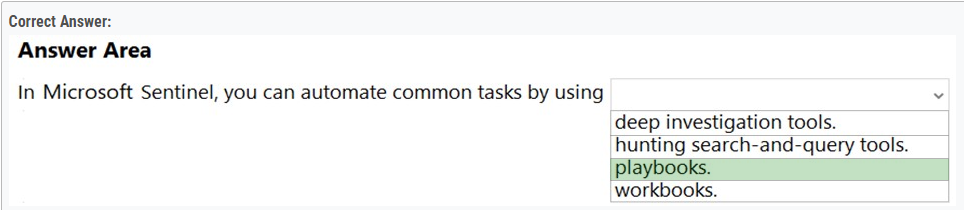 Correct Answer:
Answer Area
In Microsoft Sentinel, you can automate common tasks by using
deep investigation tools.
hunting search-and-query tools.
playbooks.
workbooks.